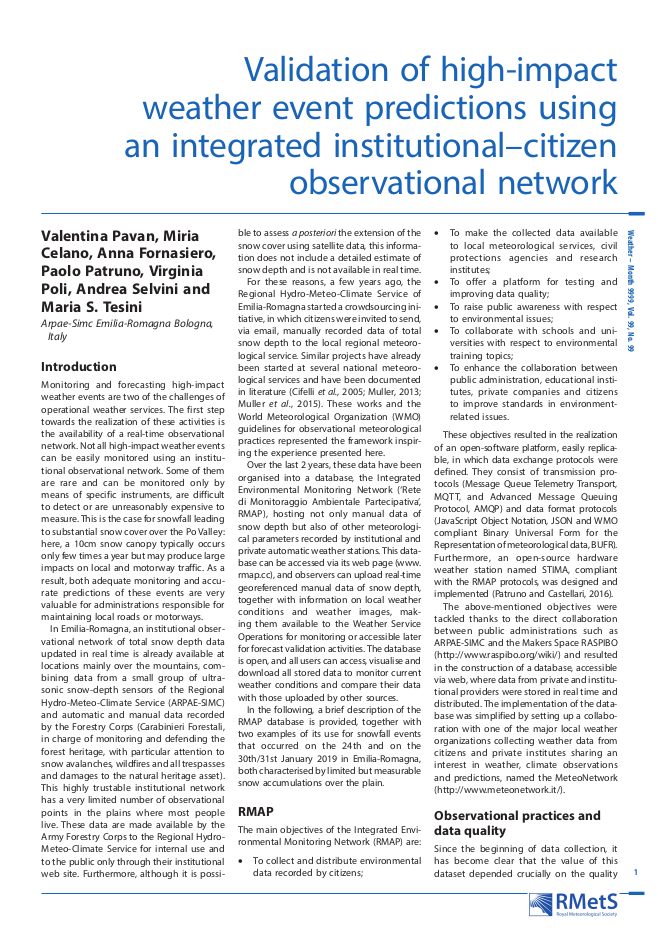 Validation of high-impact
weather event predictions using
an integrated institutional–citizen
observational network
Valentina Pavan, Miria
Celano, Anna Fornasiero,
Paolo Patruno, Virginia
Poli, Andrea Selvini and
Maria S. Tesini
Arpae-Simc Emilia-Romagna Bologna,
Italy
Introduction
Monitoring and forecasting high-impact
weather events are two of the challenges of
operational weather services. The first step
towards the realization of these activities is
the availability of a real-time observational
network. Not all high-impact weather events
can be easily monitored using an institu-
tional observational network. Some of them
are rare and can be monitored only by
means of specific instruments, are difficult
to detect or are unreasonably expensive to
measure. This is the case for snowfall leading
to substantial snow cover over the Po Valley:
here, a 10cm snow canopy typically occurs
only few times a year but may produce large
impacts on local and motorway traffic. As a
result, both adequate monitoring and accu-
rate predictions of these events are very
valuable for administrations responsible for
maintaining local roads or motorways.
In Emilia-Romagna, an institutional obser-
vational network of total snow depth data
updated in real time is already available at
locations mainly over the mountains, com-
bining data from a small group of ultra-
sonic snow-depth sensors of the Regional
Hydro-Meteo-Climate Service (ARPAE-SIMC)
and automatic and manual data recorded
by the Forestry Corps (Carabinieri Forestali,
in charge of monitoring and defending the
forest heritage, with particular attention to
snow avalanches, wildfires and all trespasses
and damages to the natural heritage asset).
This highly trustable institutional network
has a very limited number of observational
points in the plains where most people
live. These data are made available by the
Army Forestry Corps to the Regional Hydro-
Meteo-Climate Service for internal use and
to the public only through their institutional
web site. Furthermore, although it is possi-
ble to assess a posteriori the extension of the
snow cover using satellite data, this informa-
tion does not include a detailed estimate of
snow depth and is not available in real time.
For these reasons, a few years ago, the
Regional Hydro-Meteo-Climate Service of
Emilia-Romagna started a crowdsourcing ini-
tiative, in which citizens were invited to send,
via email, manually recorded data of total
snow depth to the local regional meteoro-
logical service. Similar projects have already
been started at several national meteoro-
logical services and have been documented
in literature (Cifelli et al., 2005; Muller, 2013;
Muller et al., 2015). These works and the
World Meteorological Organization (WMO)
guidelines for observational meteorological
practices represented the framework inspir-
ing the experience presented here.
Over the last 2 years, these data have been
organised into a database, the Integrated
Environmental Monitoring Network ('Rete
di Monitoraggio Ambientale Partecipativa',
RMAP), hosting not only manual data of
snow depth but also of other meteorologi-
cal parameters recorded by institutional and
private automatic weather stations. This data-
base can be accessed via its web page (www.
rmap.cc), and observers can upload real-time
georeferenced manual data of snow depth,
together with information on local weather
conditions and weather images, mak-
ing them available to the Weather Service
Operations for monitoring or accessible later
for forecast validation activities. The database
is open, and all users can access, visualise and
download all stored data to monitor current
weather conditions and compare their data
with those uploaded by other sources.
In the following, a brief description of the
RMAP database is provided, together with
two examples of its use for snowfall events
that occurred on the 24th and on the
30th/31st January 2019 in Emilia-Romagna,
both characterised by limited but measurable
snow accumulations over the plain.
RMAP
The main objectives of the Integrated Envi-
ronmental Monitoring Network (RMAP) are:
• To collect and distribute environmental
data recorded by citizens;
• To make the collected data available
to local meteorological services, civil
protections agencies and research
institutes;
• To offer a platform for testing and
improving data quality;
• To raise public awareness with respect
to environmental issues;
• To collaborate with schools and uni-
versities with respect to environmental
training topics;
• To enhance the collaboration between
public administration, educational insti-
tutes, private companies and citizens
to improve standards in environment-
related issues.
These objectives resulted in the realization
of an open-software platform, easily replica-
ble, in which data exchange protocols were
defined. They consist of transmission pro-
tocols (Message Queue Telemetry Transport,
MQTT, and Advanced Message Queuing
Protocol, AMQP) and data format protocols
(JavaScript Object Notation, JSON and WMO
compliant Binary Universal Form for the
Representation of meteorological data, BUFR).
Furthermore, an open-source hardware
weather station named STIMA, compliant
with the RMAP protocols, was designed and
implemented (Patruno and Castellari, 2016).
The above-mentioned objectives were
tackled thanks to the direct collaboration
between public administrations such as
ARPAE-SIMC and the Makers Space RASPIBO
(http://www.raspibo.org/wiki/) and resulted
in the construction of a database, accessible
via web, where data from private and institu-
tional providers were stored in real time and
distributed. The implementation of the data-
base was simplified by setting up a collabo-
ration with one of the major local weather
organizations collecting weather data from
citizens and private institutes sharing an
interest in weather, climate observations
and predictions, named the MeteoNetwork
(http://www.meteonetwork.it/).
Observational practices and
data quality
Since the beginning of data collection, it
has become clear that the value of this
dataset depended crucially on the quality
Weather – Month 9999, Vol. 99, No. 99
1
RMetS
Royal Meteorological Society